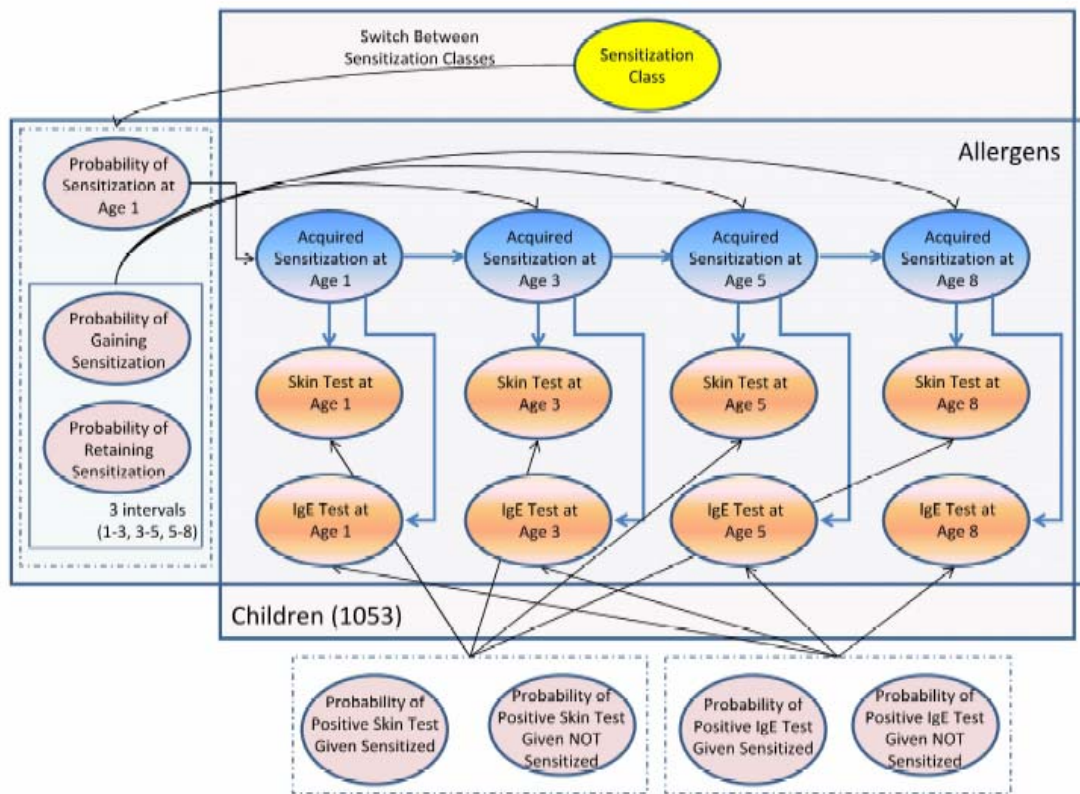 Switch Between
Sensitization Classes
Sensitization
Class
Allergens
Probability of
Sensitization at
Age 1
Acquired
Sensitization at
Age 1
Acquired
Sensitization at
Age 3
Acquired
Sensitization at
Age 5
Acquired
Sensitization at
Age 8
Probability of
Gaining
Sensitization
Skin Test at
Age 1
Skin Test at
Age 3
Skin Test at
Age 5
Skin Test at
Age 8
Probability of
Retaining
Sensitization
3 intervals
(1-3, 3-5, 5-8)
IgE Test at
Age 1
IgE Test at
Age 3
IgE Test at
Age 5
IgE Test at
Age 8
Children (1053)
Probability of
Positive Skin Test
Given Sensitized
Probability of
Positive Skin Test
Given NOT
Sensitized
Probability of
Positive IgE Test
Given Sensitized
Probability of
Positive IgE Test
Given NOT
Sensitized